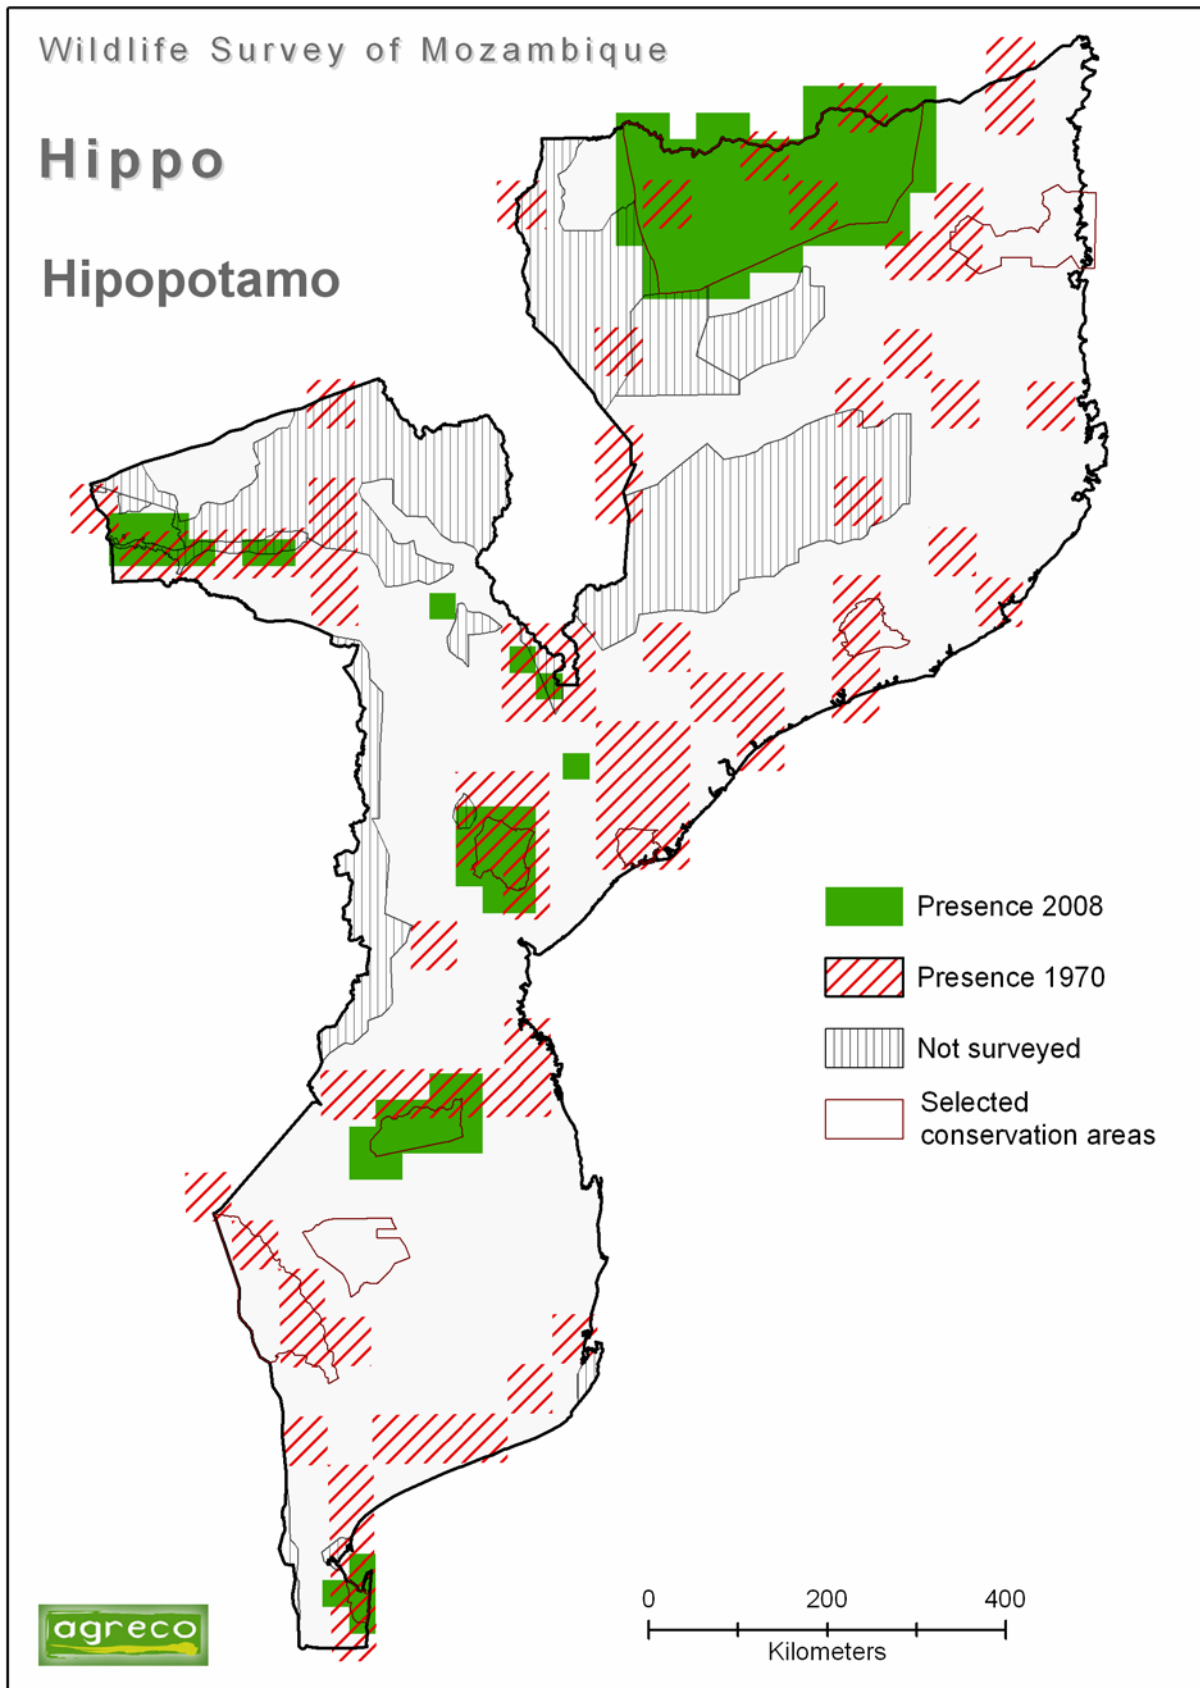 Wildlife Survey of Mozambique
Hippo
Hipopotamo
Presence 2008
Presence 1970
Not surveyed
Selected
conservation areas
agreco
0 200 400
Kilometers